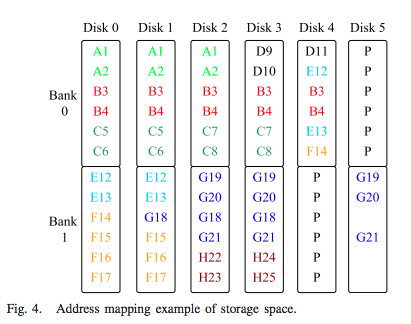 Disk 0 Disk 1 Disk 2 Disk 3 Disk 4 Disk 5
A1 A1 A1 D9 D11 P
A2 A2 A2 D10 E12 P
Bank 0
B3 B3 B3 B3 B3 P
B4 B4 B4 B4 B4 P
C5 C5 C7 C7 E13 P
C6 C6 C8 C8 F14 P
E12 E12 G19 G19 P G19
E13 E13 G20 G20 P G20
Bank 1
F14 G18 G18 G18 P
F15 F15 G21 G21 P G21
F16 F16 H22 H24 P
F17 F17 H23 H25 P
Fig. 4. Address mapping example of storage space.